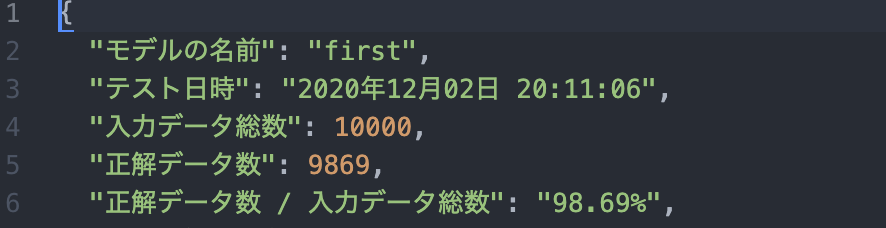 1 {
2 "モデルの名前": "first",
3 "テスト日時": "2020年12月02日 20:11:06",
4 "入力データ総数": 10000,
5 "正解データ数": 9869,
6 "正解データ数 / 入力データ総数": "98.69%",